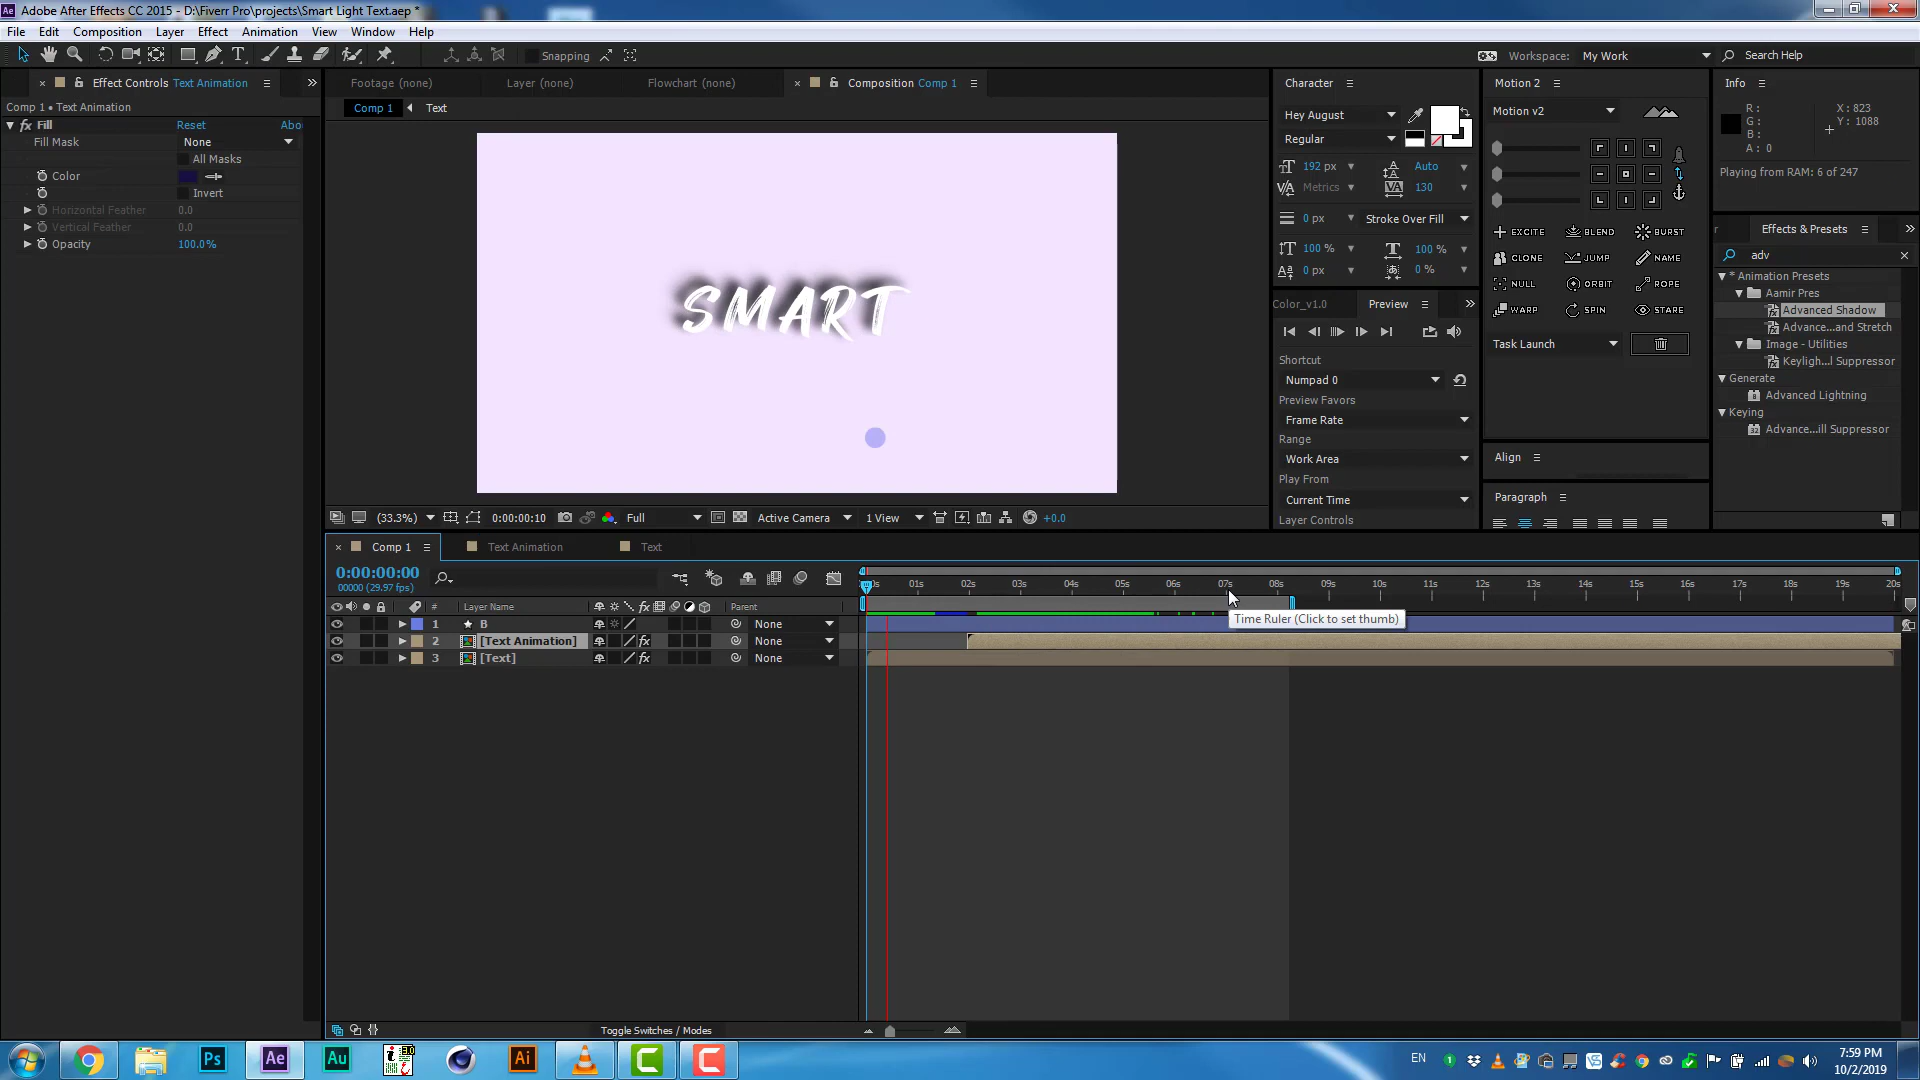 Adobe After Effects CC 2015 - D:\Fiverr Pro\projects\Smart Light Text.aep *
File Edit Composition Layer Effect Animation View Window Help
Snapping
Workspace: My Work
Search Help
Effect Controls Text Animation
Comp 1 • Text Animation
Fill Reset Abo
Fill Mask None
All Masks
Color
Invert
Horizontal Feather 0.0
Vertical Feather 0.0
Opacity 100.0%
Footage (none) Layer (none) Flowchart (none) Composition Comp 1
Comp 1 Text
SMART
(33.3%) 0:00:00:10 Full Active Camera 1 View +0.0
Character
Hey August
Regular
192 px Auto
Metrics 130
0 px Stroke Over Fill
100 % 100 %
0 px 0 %
Color_v1.0 Preview
Shortcut
Numpad 0
Preview Favors
Frame Rate
Range
Work Area
Play From
Current Time
Layer Controls
Motion 2
Motion v2
EXCITE BLEND BURST
CLONE JUMP NAME
NULL ORBIT ROPE
WARP SPIN STARE
Task Launch
Align
Paragraph
Info
R : X : 823
G : Y : 1088
B :
A : 0
Playing from RAM: 6 of 247
Effects & Presets
adv
* Animation Presets
Aamir Pres
Advanced Shadow
Advance...and Stretch
Image - Utilities
Keyligh...l Suppressor
Generate
Advanced Lightning
Keying
Advance...ill Suppressor
Comp 1 Text Animation Text
0:00:00:00
00000 (29.97 fps)
0s 01s 02s 03s 04s 05s 06s 07s 08s 09s 10s 11s 12s 13s 14s 15s 16s 17s 18s 19s 20s
# Layer Name Parent
1 B None
2 [Text Animation] None
3 [Text] None
Time Ruler (Click to set thumb)
Toggle Switches / Modes
Ps Ae Au Ai
EN
7:59 PM
10/2/2019